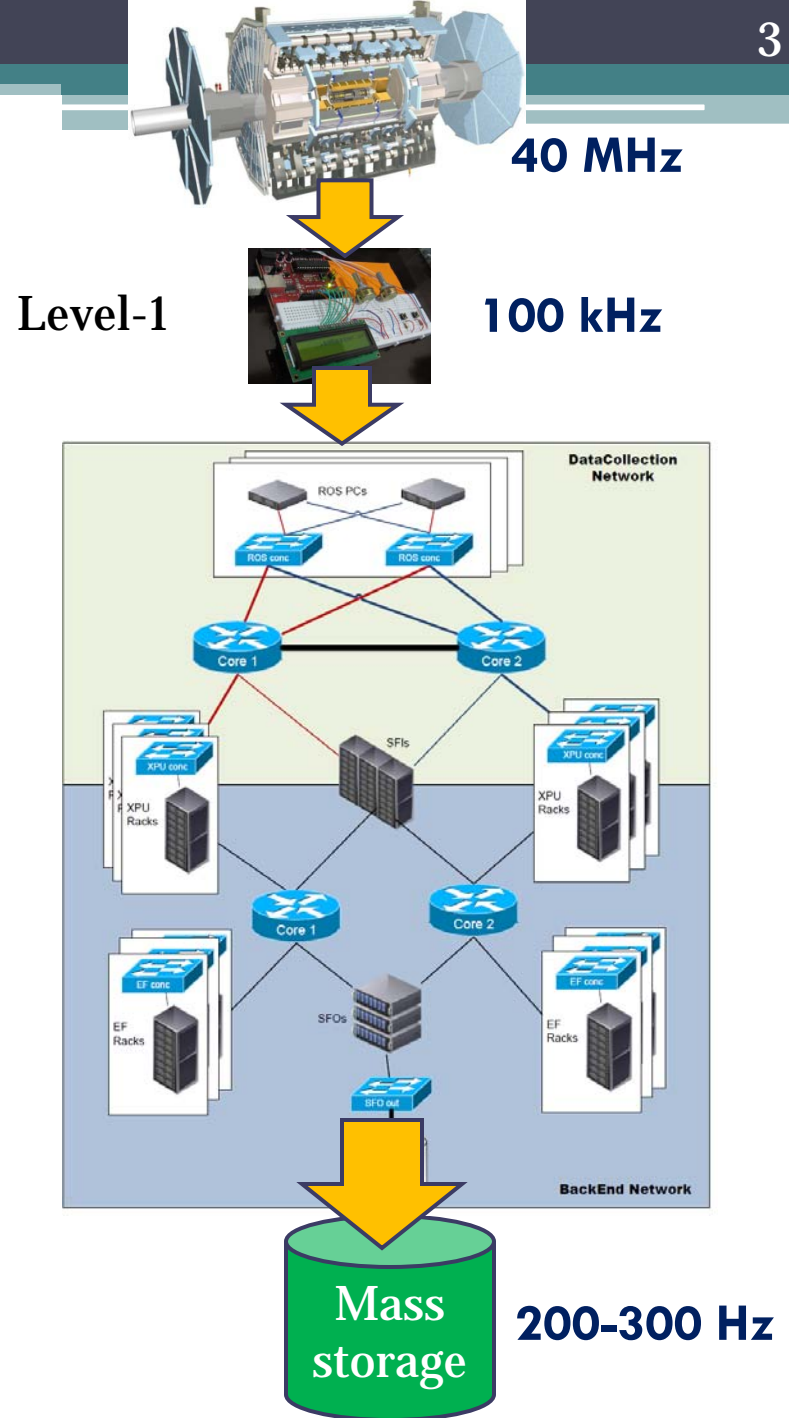 3
40 MHz
Level-1
100 kHz
DataCollection
Network
ROS PCs
ROS conc
ROS conc
Core 1
Core 2
SFIs
XPU conc
XPU
Racks
XPU conc
XPU
Racks
Core 1
Core 2
EF conc
EF
Racks
SFOs
EF conc
EF
Racks
SFO out
BackEnd Network
Mass
storage
200-300 Hz